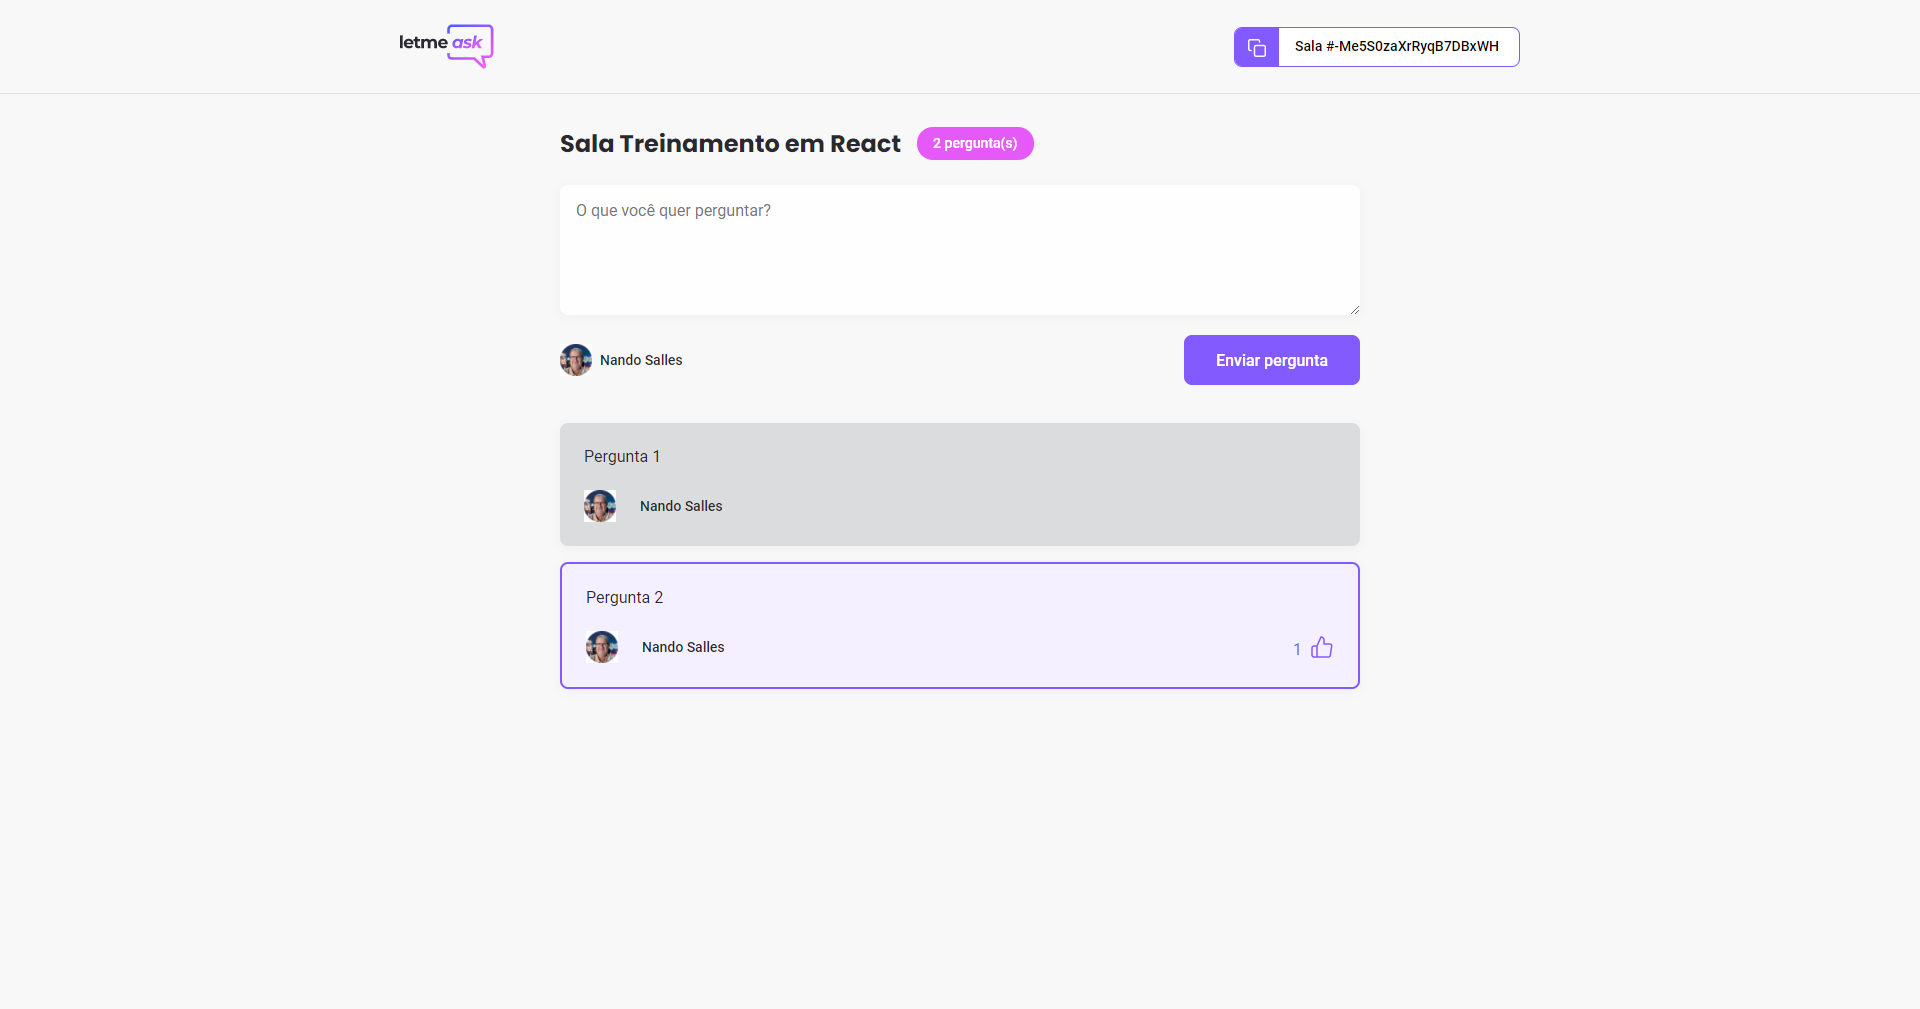 letme ask
Sala #-Me5S0zaXrRyqB7DBxWH
Sala Treinamento em React
2 pergunta(s)
O que você quer perguntar?
Nando Salles
Enviar pergunta
Pergunta 1
Nando Salles
Pergunta 2
Nando Salles
1